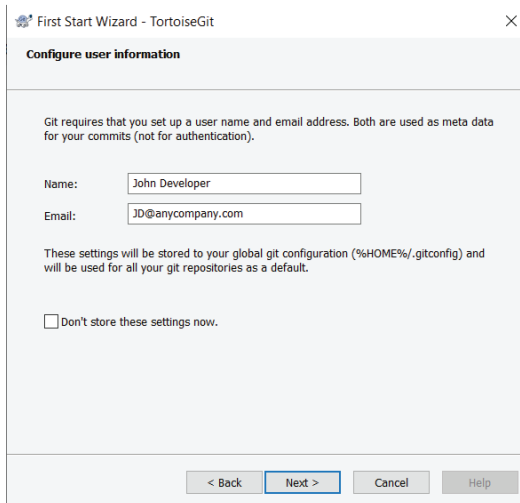 First Start Wizard - TortoiseGit
Configure user information
Git requires that you set up a user name and email address. Both are used as meta data
for your commits (not for authentication).
Name: John Developer
Email: JD@anycompany.com
These settings will be stored to your global git configuration (%HOME%/.gitconfig) and
will be used for all your git repositories as a default.
Don't store these settings now.
< Back Next > Cancel Help